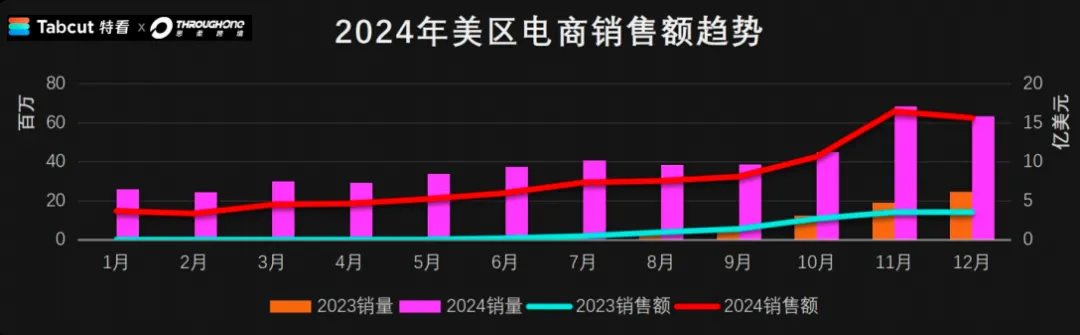 Tabcut 特看 x THROUGHONE
思柔跨境
2024年美区电商销售额趋势
80 20
百万 亿美元
60 15
40 10
20 5
0 0
1月 2月 3月 4月 5月 6月 7月 8月 9月 10月 11月 12月
2023销量 2024销量 2023销售额 2024销售额